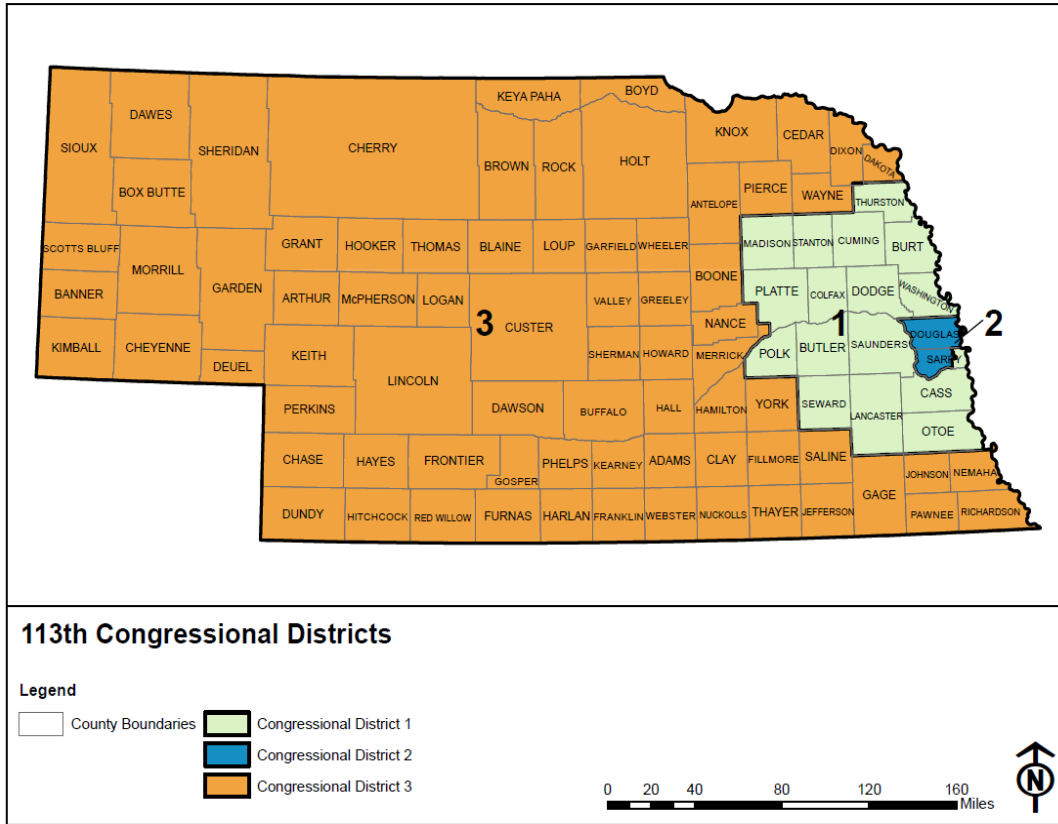 BOYD
KEYA PAHA
DAWES
KNOX
CEDAR
SIOUX
SHERIDAN
CHERRY
DIXON
BROWN
ROCK
HOLT
DAKOTA
BOX BUTTE
PIERCE
WAYNE
ANTELOPE
THURSTON
SCOTTS BLUFF
GRANT
HOOKER
THOMAS
BLAINE
LOUP
GARFIELD
WHEELER
MADISON
STANTON
CUMING
BURT
MORRILL
BOONE
BANNER
GARDEN
ARTHUR
McPHERSON
LOGAN
VALLEY
GREELEY
PLATTE
COLFAX
DODGE
WASHINGTON
3
CUSTER
NANCE
1
2
DOUGLAS
KIMBALL
CHEYENNE
KEITH
SHERMAN
HOWARD
MERRICK
POLK
BUTLER
SAUNDERS
SARPY
DEUEL
LINCOLN
PERKINS
DAWSON
BUFFALO
HALL
HAMILTON
YORK
SEWARD
LANCASTER
CASS
OTOE
CHASE
HAYES
FRONTIER
GOSPER
PHELPS
KEARNEY
ADAMS
CLAY
FILLMORE
SALINE
GAGE
JOHNSON
NEMAHA
DUNDY
HITCHCOCK
RED WILLOW
FURNAS
HARLAN
FRANKLIN
WEBSTER
NUCKOLLS
THAYER
JEFFERSON
PAWNEE
RICHARDSON
113th Congressional Districts
Legend
County Boundaries
Congressional District 1
Congressional District 2
Congressional District 3
0 20 40 80 120 160
Miles
N